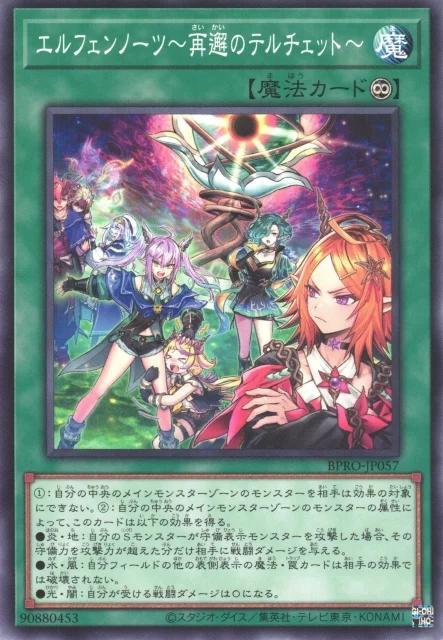 エルフェンノーツ～再邂のテルチェット～
さい かい
魔
【魔法カード】
ま ほう
BPRO-JP057
①：自分の中央のメインモンスターゾーンのモンスターを相手は効果の対象
にできない。②：自分の中央のメインモンスターゾーンのモンスターの属性に
よって、このカードは以下の効果を得る。
●炎・地：自分のSモンスターが守備表示モンスターを攻撃した場合、その
守備力を攻撃力が超えた分だけ相手に戦闘ダメージを与える。
●水・風：自分フィールドの他の表側表示の魔法・罠カードは相手の効果で
は破壊されない。
●光・闇：自分が受ける戦闘ダメージは０になる。
90880453
©スタジオ・ダイス／集英社・テレビ東京・KONAMI